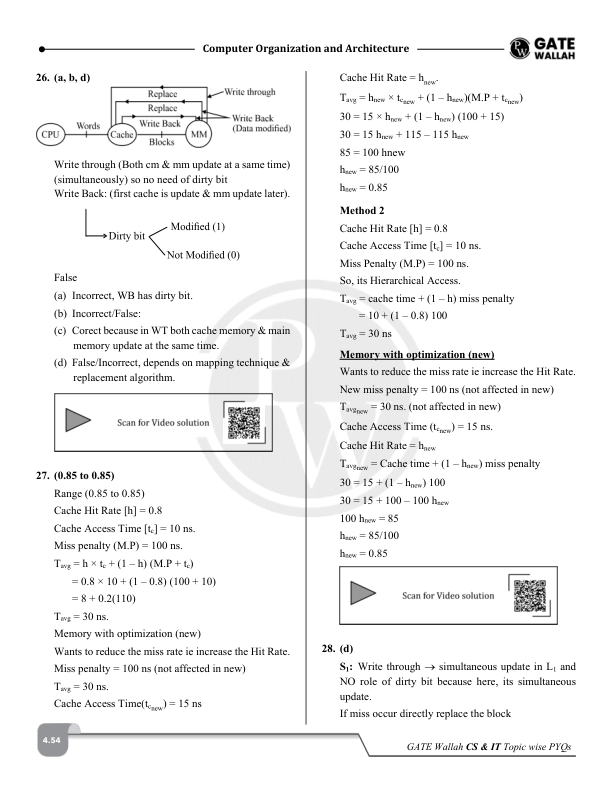 Computer Organization and Architecture
GATE
WALLAH
26. (a, b, d)
Replace
Write through
Replace
Words
Write Back
Write Back
(Data modified)
CPU
Cache
MM
Blocks
Write through (Both cm & mm update at a same time)
(simultaneously) so no need of dirty bit
Write Back: (first cache is update & mm update later).
Modified (1)
Dirty bit
Not Modified (0)
False
(a) Incorrect, WB has dirty bit.
(b) Incorrect/False:
(c) Corect because in WT both cache memory & main
memory update at the same time.
(d) False/Incorrect, depends on mapping technique &
replacement algorithm.
Scan for Video solution
27. (0.85 to 0.85)
Range (0.85 to 0.85)
Cache Hit Rate [h] = 0.8
Cache Access Time [tc] = 10 ns.
Miss penalty (M.P) = 100 ns.
Tavg = h × tc + (1 – h) (M.P + tc)
= 0.8 × 10 + (1 – 0.8) (100 + 10)
= 8 + 0.2(110)
Tavg = 30 ns.
Memory with optimization (new)
Wants to reduce the miss rate ie increase the Hit Rate.
Miss penalty = 100 ns (not affected in new)
Tavg = 30 ns.
Cache Access Time(tcnew) = 15 ns
Cache Hit Rate = hnew.
Tavg = hnew × tcnew + (1 – hnew)(M.P + tcnew)
30 = 15 × hnew + (1 – hnew) (100 + 15)
30 = 15 hnew + 115 – 115 hnew
85 = 100 hnew
hnew = 85/100
hnew = 0.85
Method 2
Cache Hit Rate [h] = 0.8
Cache Access Time [tc] = 10 ns.
Miss Penalty (M.P) = 100 ns.
So, its Hierarchical Access.
Tavg = cache time + (1 – h) miss penalty
= 10 + (1 – 0.8) 100
Tavg = 30 ns
Memory with optimization (new)
Wants to reduce the miss rate ie increase the Hit Rate.
New miss penalty = 100 ns (not affected in new)
Tavgnew = 30 ns. (not affected in new)
Cache Access Time (tcnew) = 15 ns.
Cache Hit Rate = hnew
Tavgnew = Cache time + (1 – hnew) miss penalty
30 = 15 + (1 – hnew) 100
30 = 15 + 100 – 100 hnew
100 hnew = 85
hnew = 85/100
hnew = 0.85
Scan for Video solution
28. (d)
S1: Write through → simultaneous update in L1 and
NO role of dirty bit because here, its simultaneous
update.
If miss occur directly replace the block
4.54
GATE Wallah CS & IT Topic wise PYQs